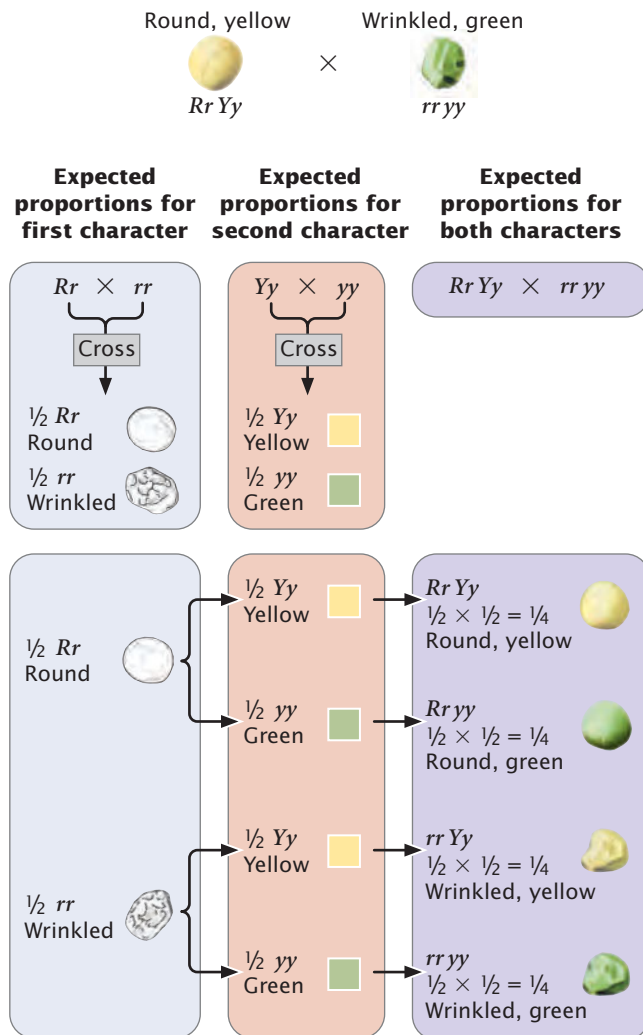 Round, yellow
Wrinkled, green
×
Rr Yy
rr yy
Expected
proportions for
first character
Expected
proportions for
second character
Expected
proportions for
both characters
Rr × rr
Cross
½ Rr
Round
½ rr
Wrinkled
Yy × yy
Cross
½ Yy
Yellow
½ yy
Green
Rr Yy × rr yy
½ Rr
Round
½ Yy
Yellow
Rr Yy
½ × ½ = ¼
Round, yellow
½ yy
Green
Rr yy
½ × ½ = ¼
Round, green
½ rr
Wrinkled
½ Yy
Yellow
rr Yy
½ × ½ = ¼
Wrinkled, yellow
½ yy
Green
rr yy
½ × ½ = ¼
Wrinkled, green